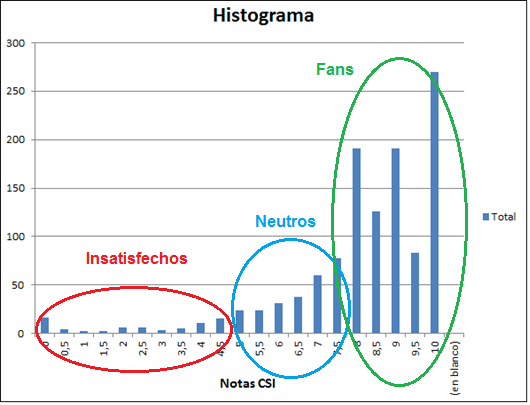 Histograma
300
250
200
150
100
50
0
Fans
Neutros
Insatisfechos
Total
0 0,5 1 1,5 2 2,5 3 3,5 4 4,5 5 5,5 6 6,5 7 7,5 8 8,5 9 9,5 10 (en blanco)
Notas CSI